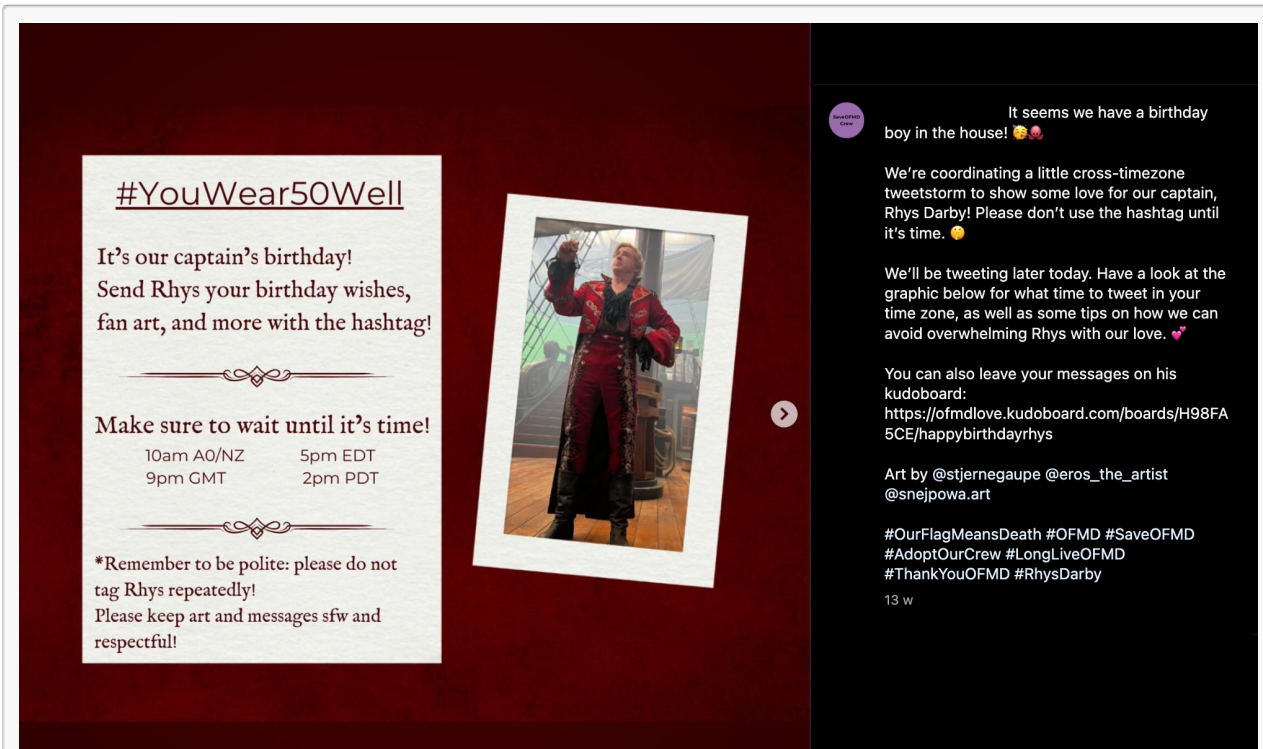 #YouWear50Well
It's our captain's birthday!
Send Rhys your birthday wishes,
fan art, and more with the hashtag!
Make sure to wait until it's time!
10am A0/NZ 5pm EDT
9pm GMT 2pm PDT
*Remember to be polite: please do not
tag Rhys repeatedly!
Please keep art and messages sfw and
respectful!
SaveOFMD
Crew
It seems we have a birthday
boy in the house! 🥳🐙
We’re coordinating a little cross-timezone
tweetstorm to show some love for our captain,
Rhys Darby! Please don’t use the hashtag until
it’s time. 🤫
We’ll be tweeting later today. Have a look at the
graphic below for what time to tweet in your
time zone, as well as some tips on how we can
avoid overwhelming Rhys with our love. 💕
You can also leave your messages on his
kudoboard:
https://ofmdlove.kudoboard.com/boards/H98FA
5CE/happybirthdayrhys
Art by @stjernegaupe @eros_the_artist
@snejpowa.art
#OurFlagMeansDeath #OFMD #SaveOFMD
#AdoptOurCrew #LongLiveOFMD
#ThankYouOFMD #RhysDarby
13 w